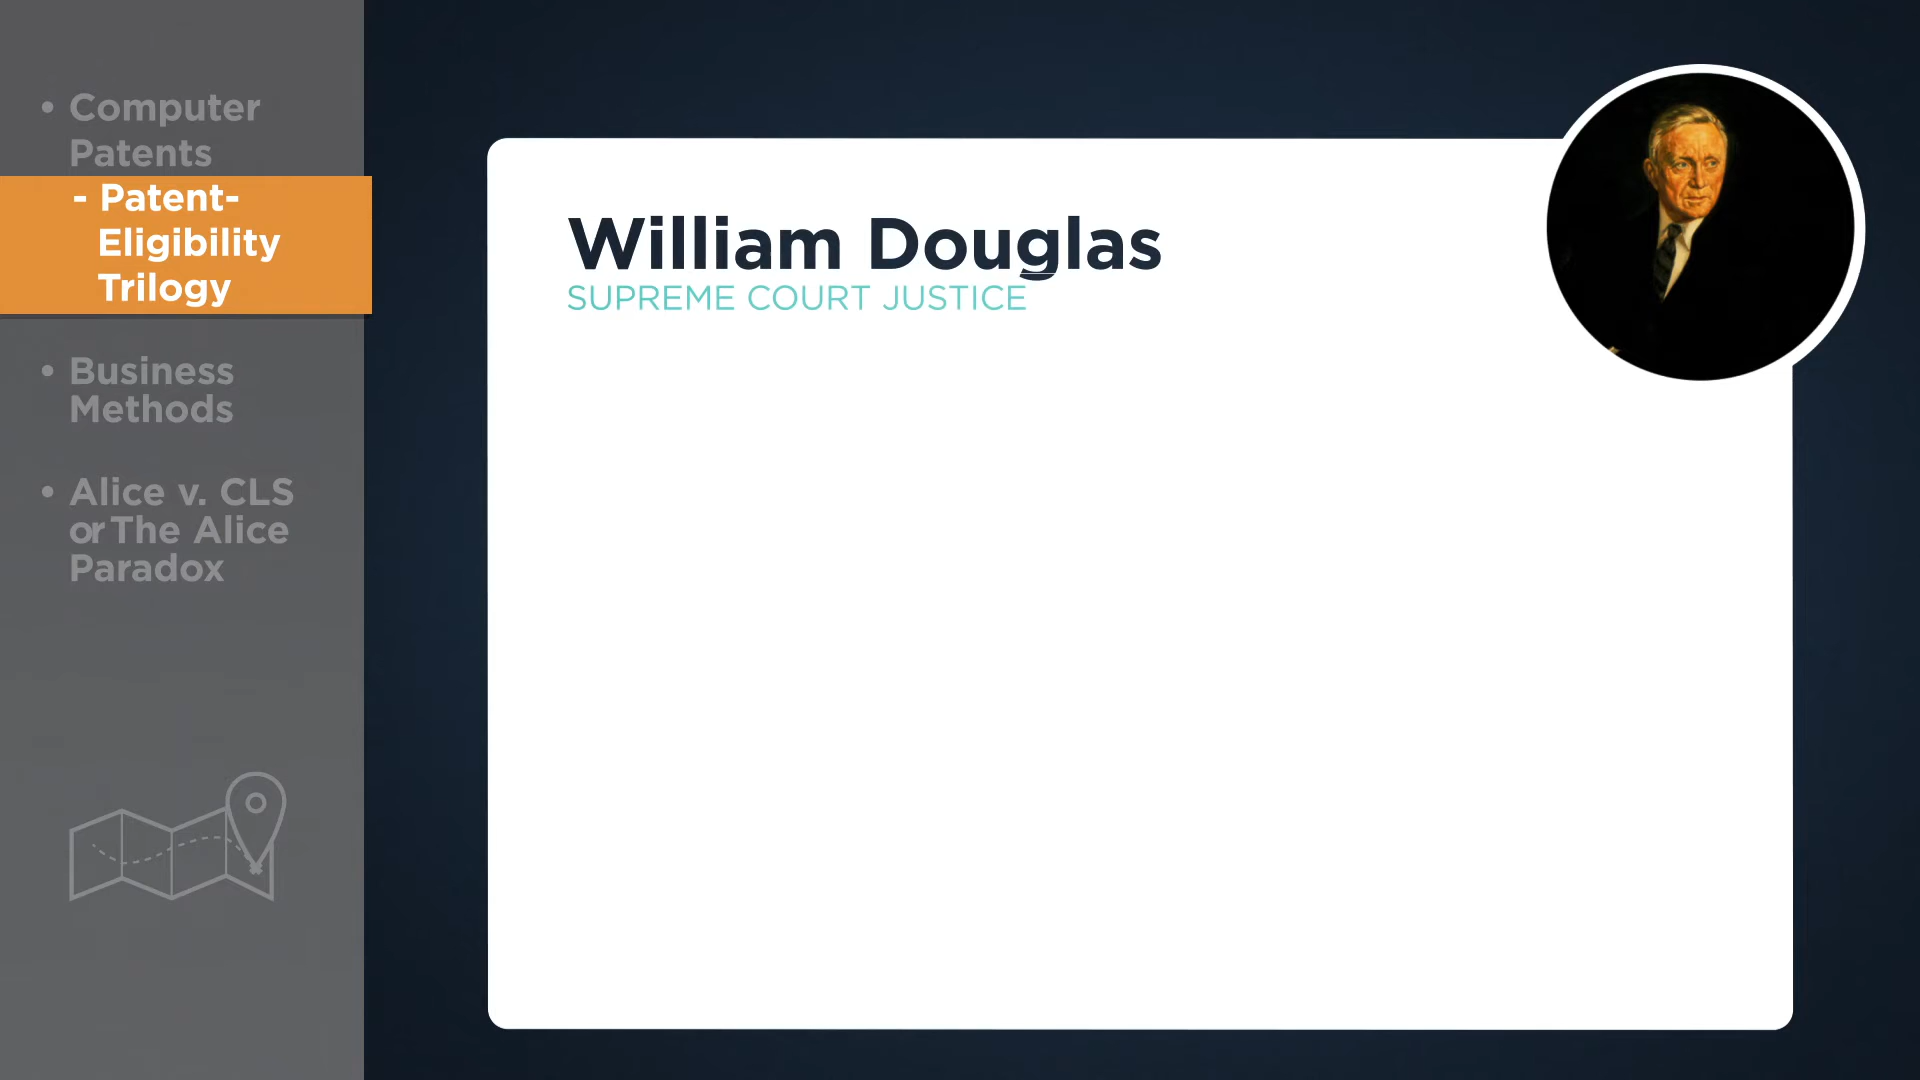 • Computer
Patents
- Patent-
Eligibility
Trilogy
• Business
Methods
• Alice v. CLS
or The Alice
Paradox
William Douglas
SUPREME COURT JUSTICE